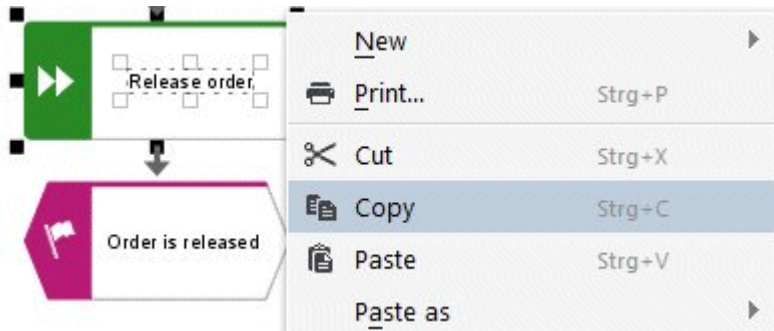 Release order
Order is released
New
Print... Strg+P
Cut Strg+X
Copy Strg+C
Paste Strg+V
Paste as